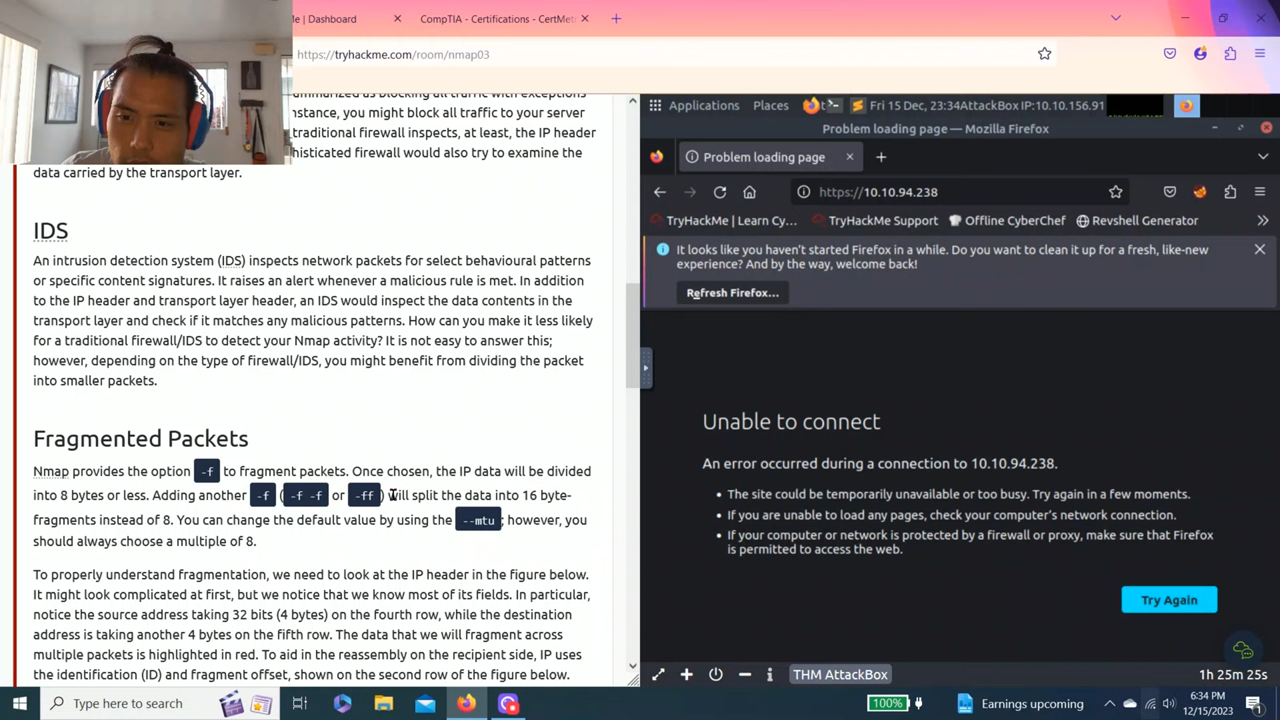 Me | Dashboard
CompTIA - Certifications - CertMet
https://tryhackme.com/room/nmap03
summarized as blocking all traffic with exceptions
instance, you might block all traffic to your server
traditional firewall inspects, at least, the IP header
sophisticated firewall would also try to examine the
data carried by the transport layer.
IDS
An intrusion detection system (IDS) inspects network packets for select behavioural patterns
or specific content signatures. It raises an alert whenever a malicious rule is met. In addition
to the IP header and transport layer header, an IDS would inspect the data contents in the
transport layer and check if it matches any malicious patterns. How can you make it less likely
for a traditional firewall/IDS to detect your Nmap activity? It is not easy to answer this;
however, depending on the type of firewall/IDS, you might benefit from dividing the packet
into smaller packets.
Fragmented Packets
Nmap provides the option -f to fragment packets. Once chosen, the IP data will be divided
into 8 bytes or less. Adding another -f (-f -f or -ff) will split the data into 16 byte-
fragments instead of 8. You can change the default value by using the --mtu; however, you
should always choose a multiple of 8.
To properly understand fragmentation, we need to look at the IP header in the figure below.
It might look complicated at first, but we notice that we know most of its fields. In particular,
notice the source address taking 32 bits (4 bytes) on the fourth row, while the destination
address is taking another 4 bytes on the fifth row. The data that we will fragment across
multiple packets is highlighted in red. To aid in the reassembly on the recipient side, IP uses
the identification (ID) and fragment offset, shown on the second row of the figure below.
Applications Places Fri 15 Dec, 23:34 AttackBox IP:10.10.156.91
Problem loading page — Mozilla Firefox
Problem loading page
https://10.10.94.238
TryHackMe | Learn Cy… TryHackMe Support Offline CyberChef Revshell Generator
It looks like you haven't started Firefox in a while. Do you want to clean it up for a fresh, like-new
experience? And by the way, welcome back!
Refresh Firefox...
Unable to connect
An error occurred during a connection to 10.10.94.238.
The site could be temporarily unavailable or too busy. Try again in a few moments.
If you are unable to load any pages, check your computer's network connection.
If your computer or network is protected by a firewall or proxy, make sure that Firefox
is permitted to access the web.
Try Again
THM AttackBox
1h 25m 25s
Type here to search
100%
Earnings upcoming
6:34 PM
12/15/2023
1